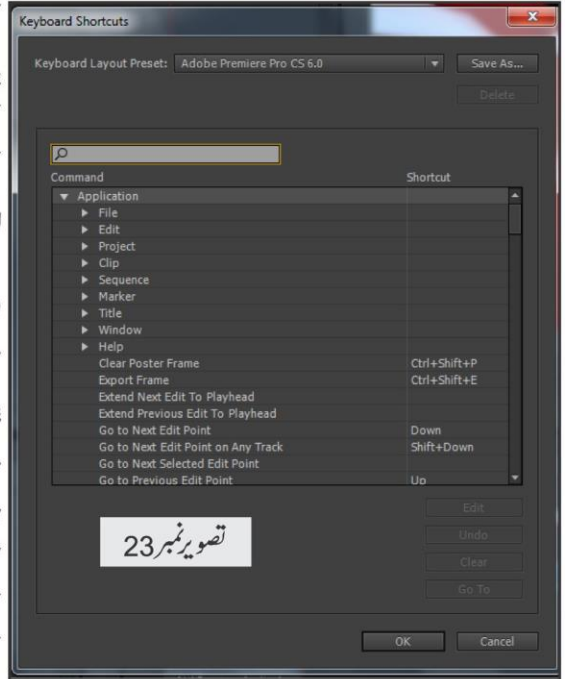 Keyboard Shortcuts
Keyboard Layout Preset: Adobe Premiere Pro CS 6.0 Save As...
Delete
Command Shortcut
Application
File
Edit
Project
Clip
Sequence
Marker
Title
Window
Help
Clear Poster Frame Ctrl+Shift+P
Export Frame Ctrl+Shift+E
Extend Next Edit To Playhead
Extend Previous Edit To Playhead
Go to Next Edit Point Down
Go to Next Edit Point on Any Track Shift+Down
Go to Next Selected Edit Point
Go to Previous Edit Point Up
Edit
تصویر نمبر 23
Undo
Clear
Go To
OK Cancel